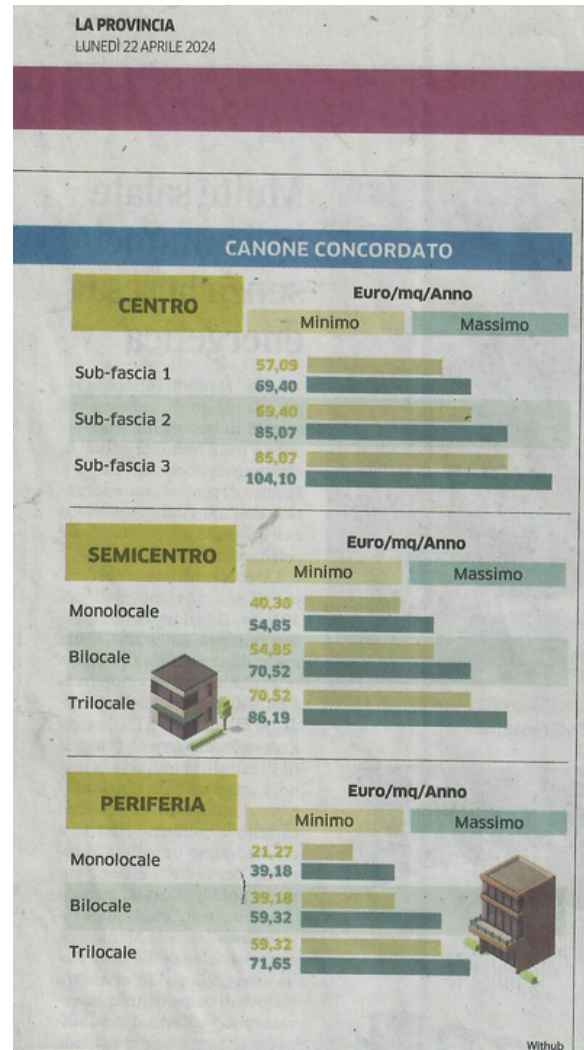 LA PROVINCIA
LUNEDÌ 22 APRILE 2024
CANONE CONCORDATO
CENTRO
Euro/mq/Anno
Minimo Massimo
Sub-fascia 1
57,09
69,40
Sub-fascia 2
69,40
85,07
Sub-fascia 3
85,07
104,10
SEMICENTRO
Euro/mq/Anno
Minimo Massimo
Monolocale
40,30
54,85
Bilocale
54,85
70,52
Trilocale
70,52
86,19
PERIFERIA
Euro/mq/Anno
Minimo Massimo
Monolocale
21,27
39,18
Bilocale
39,18
59,32
Trilocale
59,32
71,65
Withub